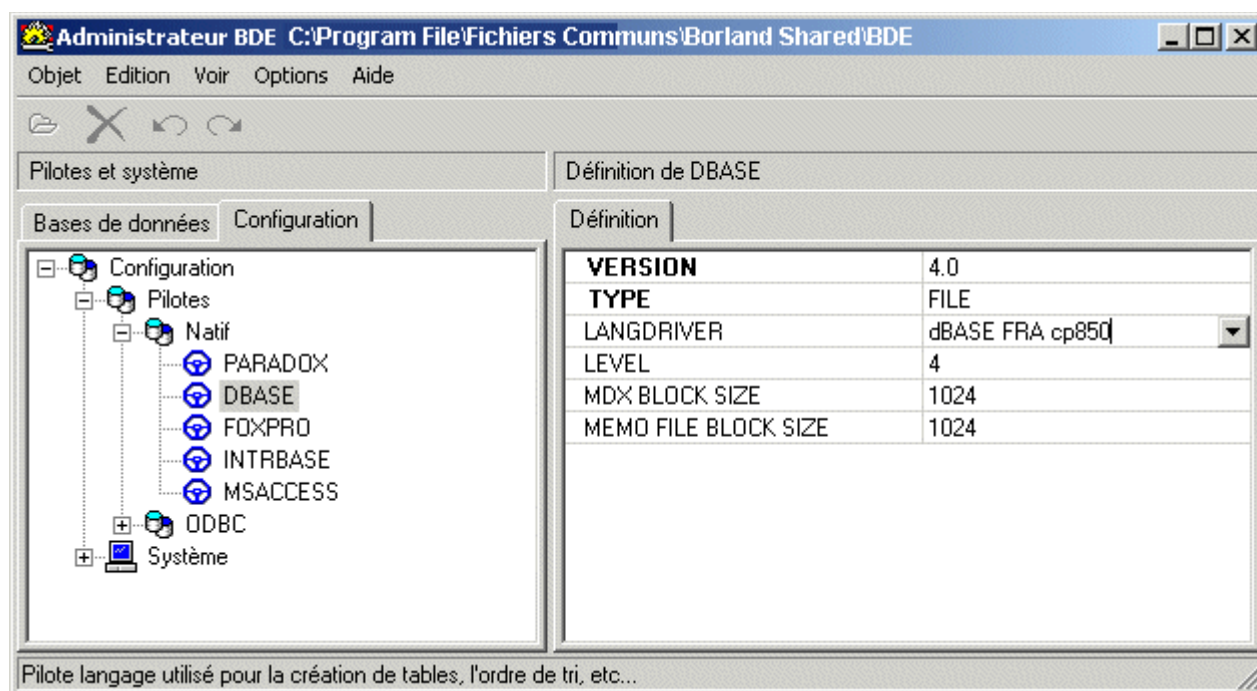 Administrateur BDE C:\Program File\Fichiers Communs\Borland Shared\BDE
Objet Edition Voir Options Aide
Pilotes et système
Définition de DBASE
Bases de données Configuration
Définition
Configuration
Pilotes
Natif
PARADOX
DBASE
FOXPRO
INTRBASE
MSACCESS
ODBC
Système
VERSION 4.0
TYPE FILE
LANGDRIVER dBASE FRA cp850
LEVEL 4
MDX BLOCK SIZE 1024
MEMO FILE BLOCK SIZE 1024
Pilote langage utilisé pour la création de tables, l'ordre de tri, etc...